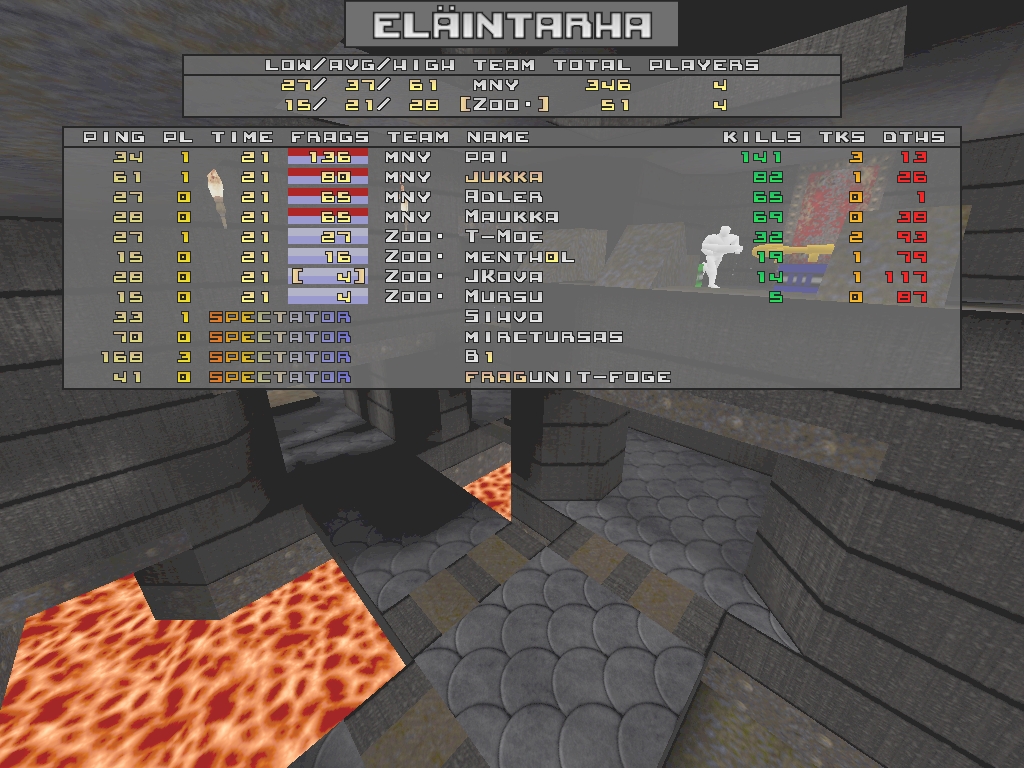 ELÄINTARHA
LOW/AVG/HIGH TEAM TOTAL PLAYERS
27/ 37/ 61 MNY 346 4
15/ 21/ 28 [ZOO·] 51 4
PING PL TIME FRAGS TEAM NAME KILLS TKS DTHS
34 1 21 136 MNY PAI 141 3 13
61 1 21 80 MNY JUKKA 82 1 26
27 0 21 65 MNY ADLER 65 0 1
28 0 21 65 MNY MAUKKA 69 0 38
27 1 21 27 ZOO· T-MOE 32 2 93
15 0 21 16 ZOO· MENTHOL 19 1 79
28 0 21 [ 4] ZOO· JKOVA 14 1 117
15 0 21 4 ZOO· MURSU 5 0 87
33 1 SPECTATOR SIHVO
70 0 SPECTATOR MIRCTURSAS
168 3 SPECTATOR B1
41 0 SPECTATOR FRAGUNIT-FOGE